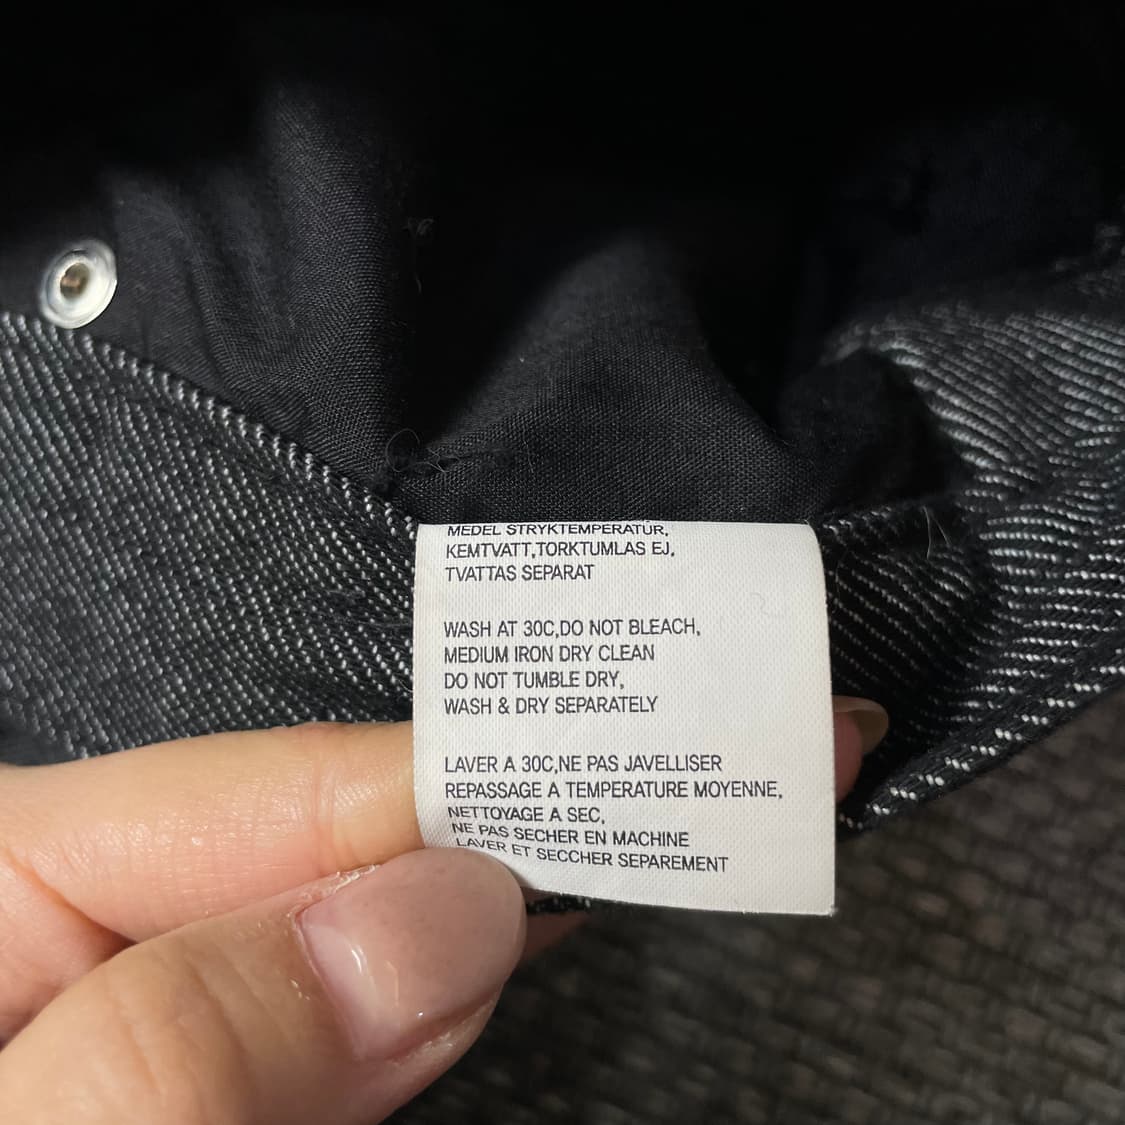 MEDEL STRYKTEMPERATUR,
KEMTVATT,TORKTUMLAS EJ,
TVATTAS SEPARAT
WASH AT 30C,DO NOT BLEACH,
MEDIUM IRON DRY CLEAN
DO NOT TUMBLE DRY,
WASH & DRY SEPARATELY
LAVER A 30C,NE PAS JAVELLISER
REPASSAGE A TEMPERATURE MOYENNE,
NETTOYAGE A SEC,
NE PAS SECHER EN MACHINE
LAVER ET SECCHER SEPAREMENT